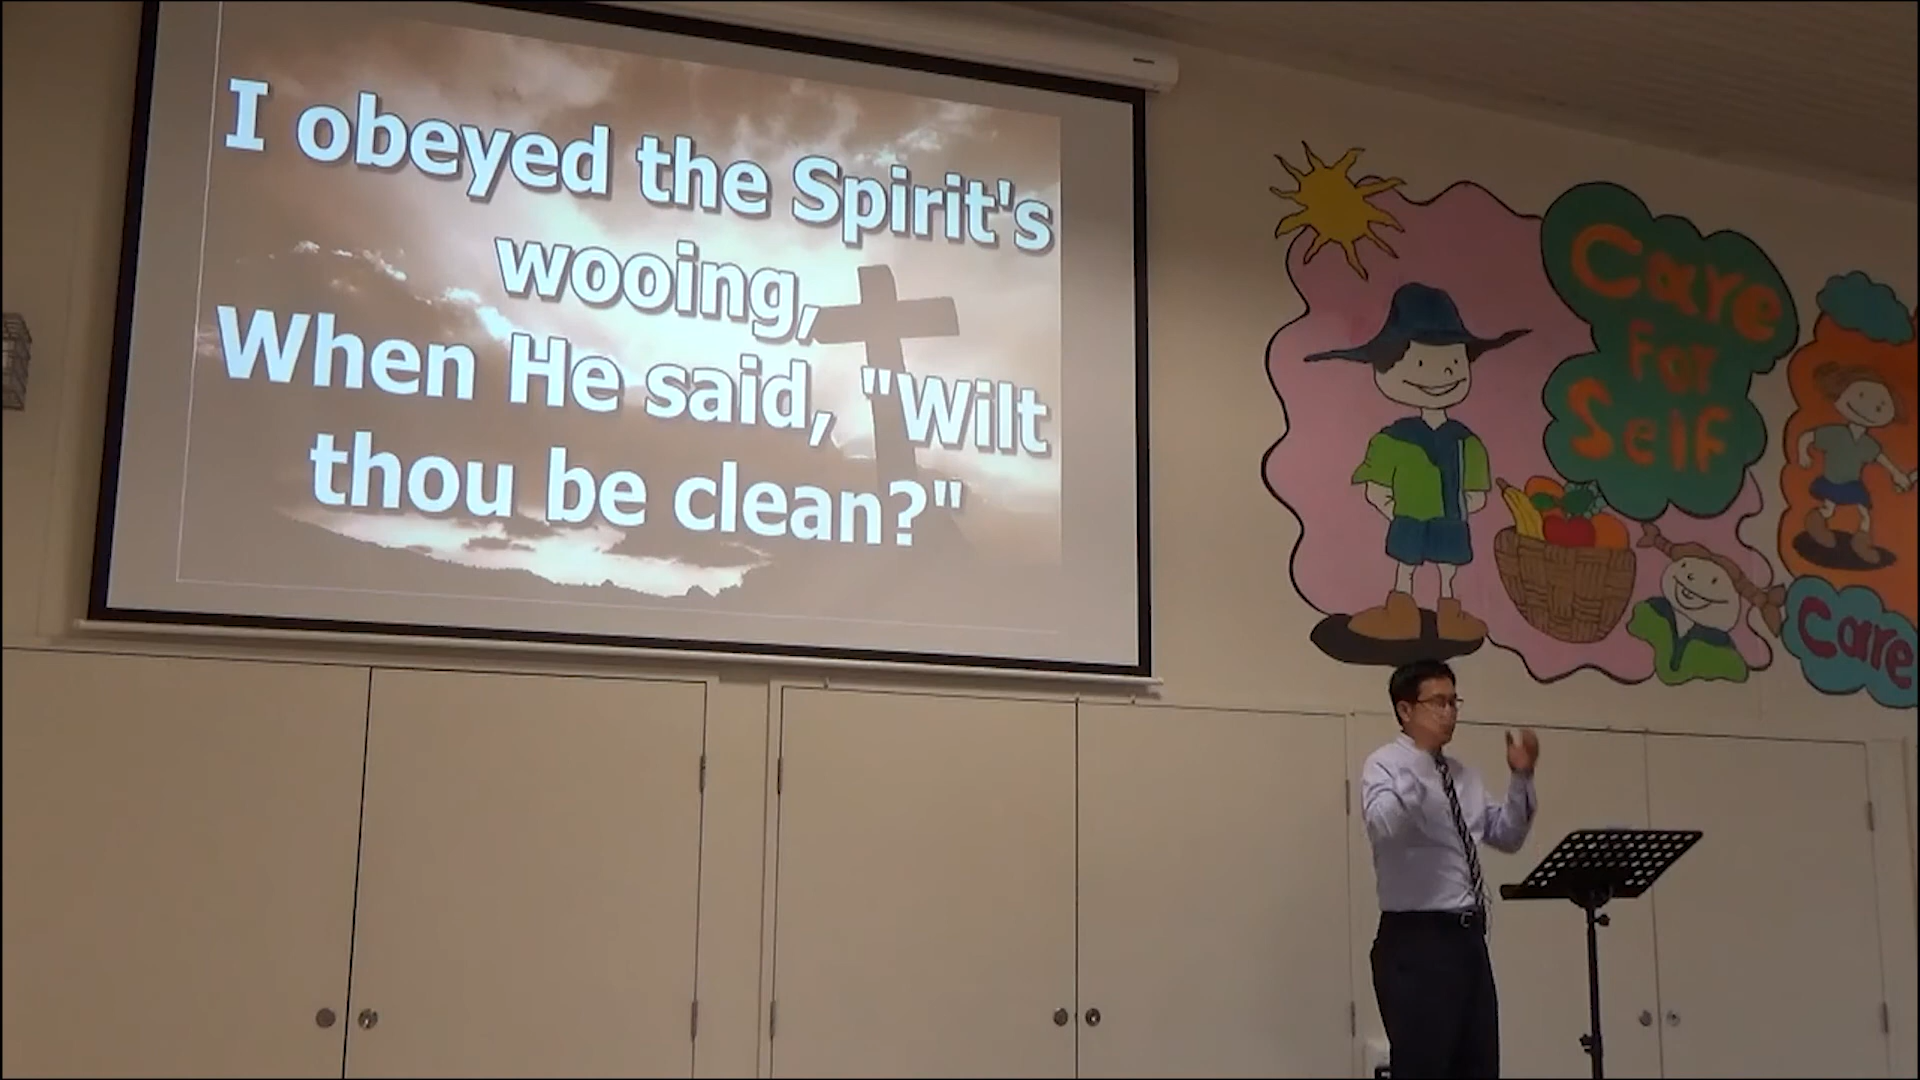 I obeyed the Spirit's
wooing,
When He said, "Wilt
thou be clean?"
Care
For
Self
Care